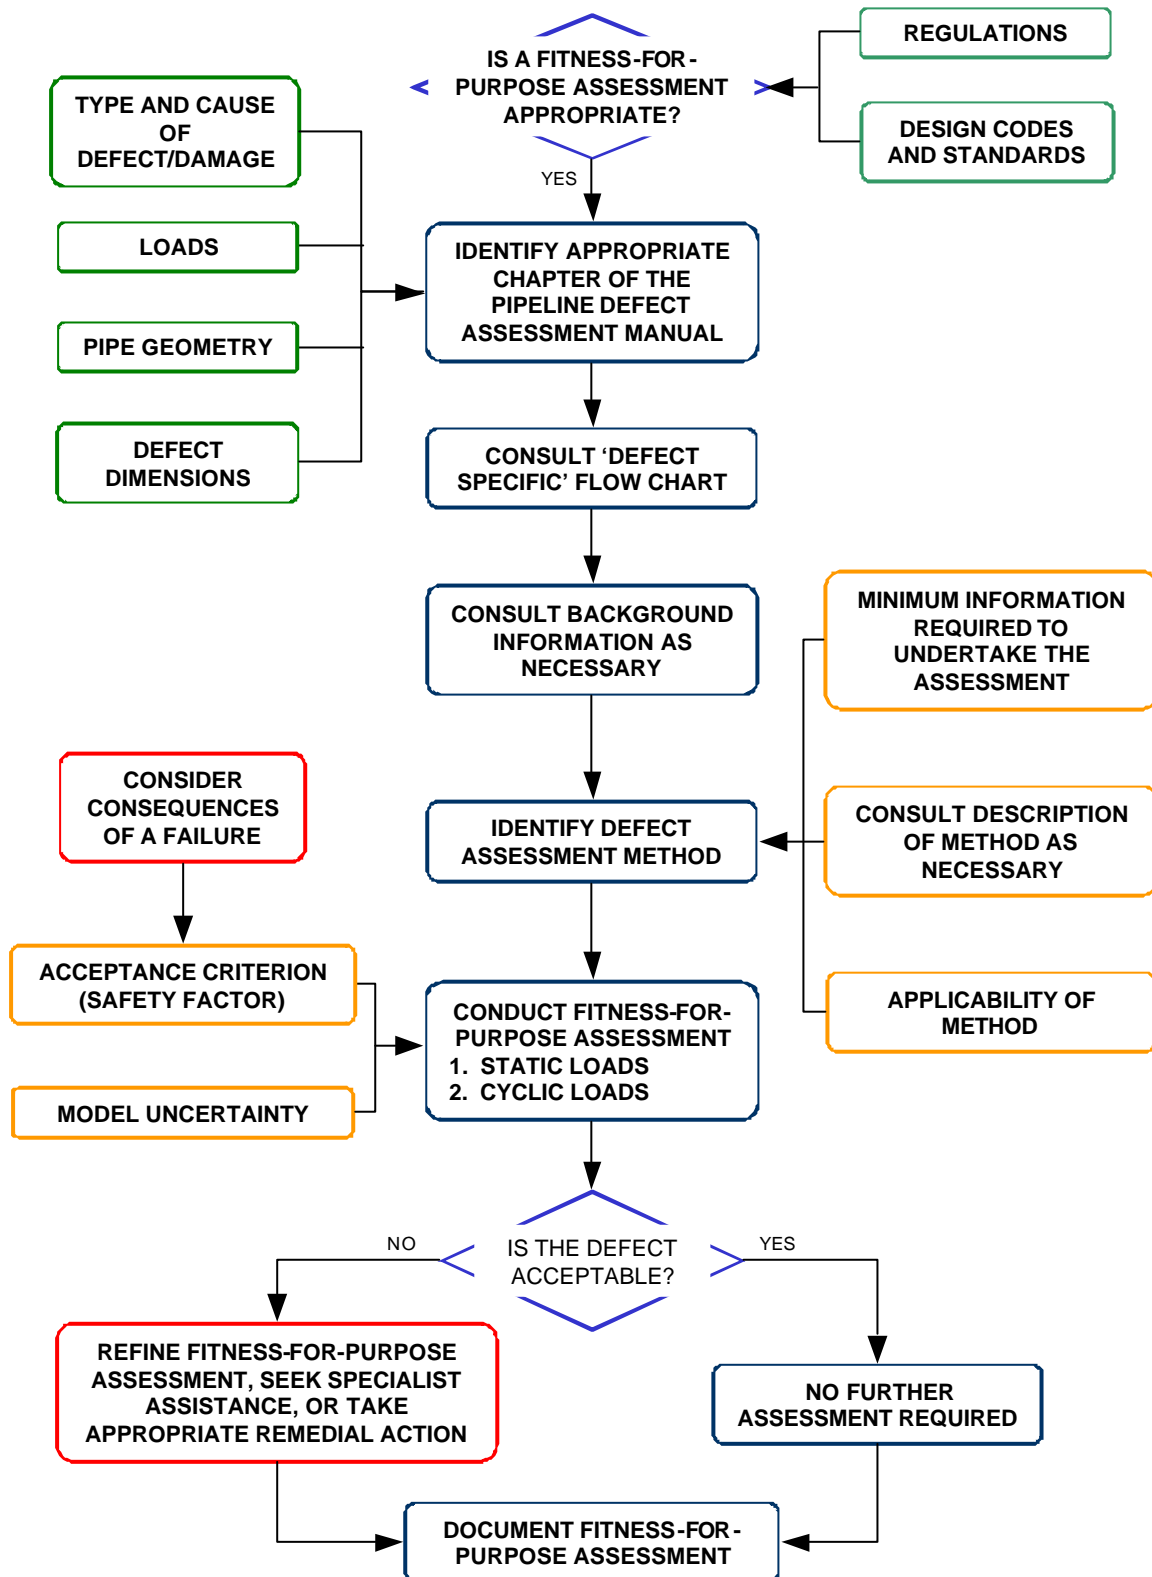 IS A FITNESS-FOR-
PURPOSE ASSESSMENT
APPROPRIATE?
REGULATIONS
DESIGN CODES
AND STANDARDS
TYPE AND CAUSE
OF
DEFECT/DAMAGE
YES
LOADS
IDENTIFY APPROPRIATE
CHAPTER OF THE
PIPELINE DEFECT
ASSESSMENT MANUAL
PIPE GEOMETRY
DEFECT
DIMENSIONS
CONSULT ‘DEFECT
SPECIFIC’ FLOW CHART
CONSULT BACKGROUND
INFORMATION AS
NECESSARY
MINIMUM INFORMATION
REQUIRED TO
UNDERTAKE THE
ASSESSMENT
CONSIDER
CONSEQUENCES
OF A FAILURE
IDENTIFY DEFECT
ASSESSMENT METHOD
CONSULT DESCRIPTION
OF METHOD AS
NECESSARY
ACCEPTANCE CRITERION
(SAFETY FACTOR)
CONDUCT FITNESS-FOR-
PURPOSE ASSESSMENT
1. STATIC LOADS
2. CYCLIC LOADS
APPLICABILITY OF
METHOD
MODEL UNCERTAINTY
NO
IS THE DEFECT
ACCEPTABLE?
YES
REFINE FITNESS-FOR-PURPOSE
ASSESSMENT, SEEK SPECIALIST
ASSISTANCE, OR TAKE
APPROPRIATE REMEDIAL ACTION
NO FURTHER
ASSESSMENT REQUIRED
DOCUMENT FITNESS-FOR-
PURPOSE ASSESSMENT